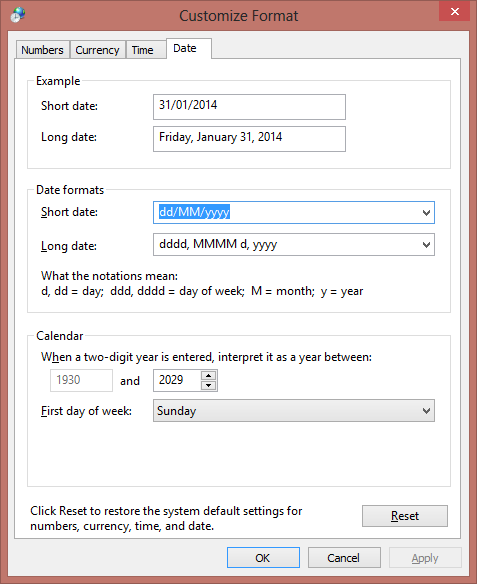 Customize Format
Numbers Currency Time Date
Example
Short date: 31/01/2014
Long date: Friday, January 31, 2014
Date formats
Short date: dd/MM/yyyy
Long date: dddd, MMMM d, yyyy
What the notations mean:
d, dd = day; ddd, dddd = day of week; M = month; y = year
Calendar
When a two-digit year is entered, interpret it as a year between:
1930 and 2029
First day of week: Sunday
Click Reset to restore the system default settings for
numbers, currency, time, and date.
Reset
OK Cancel Apply